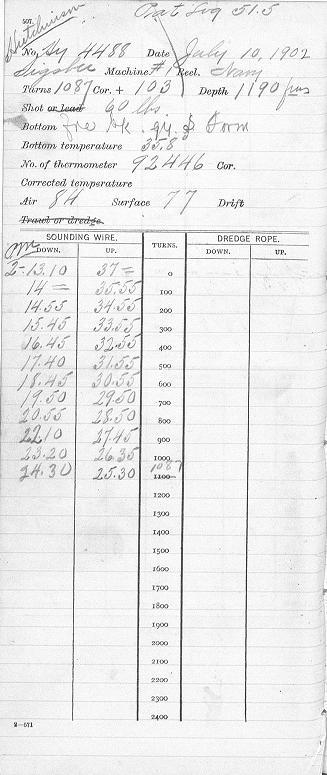 507.
Hutchinson
Pat Log 51.5
No. Hy 4488 Date July 10, 1902
Sigsbee Machine #1 Reel. Navy
Turns 1087 Cor. + 103 Depth 1190 fms
Shot or lead 60 lbs
Bottom fne bk. gy. S Form
Bottom temperature 35.8
No. of thermometer 92446 Cor.
Corrected temperature
Air 84 Surface 77 Drift
Trawl or dredge.
SOUNDING WIRE. TURNS. DREDGE ROPE.
pm DOWN. UP. DOWN. UP.
2-13.10 37 = 0
14 = 35.55 100
14.55 34.55 200
15.45 33.55 300
16.45 32.55 400
17.40 31.55 500
18.45 30.55 600
19.50 29.50 700
20.55 28.50 800
22.10 27.45 900
23.20 26.35 1000
24.30 25.30 1087 1100
1200
1300
1400
1500
1600
1700
1800
1900
2000
2100
2200
2300
2400
2—571